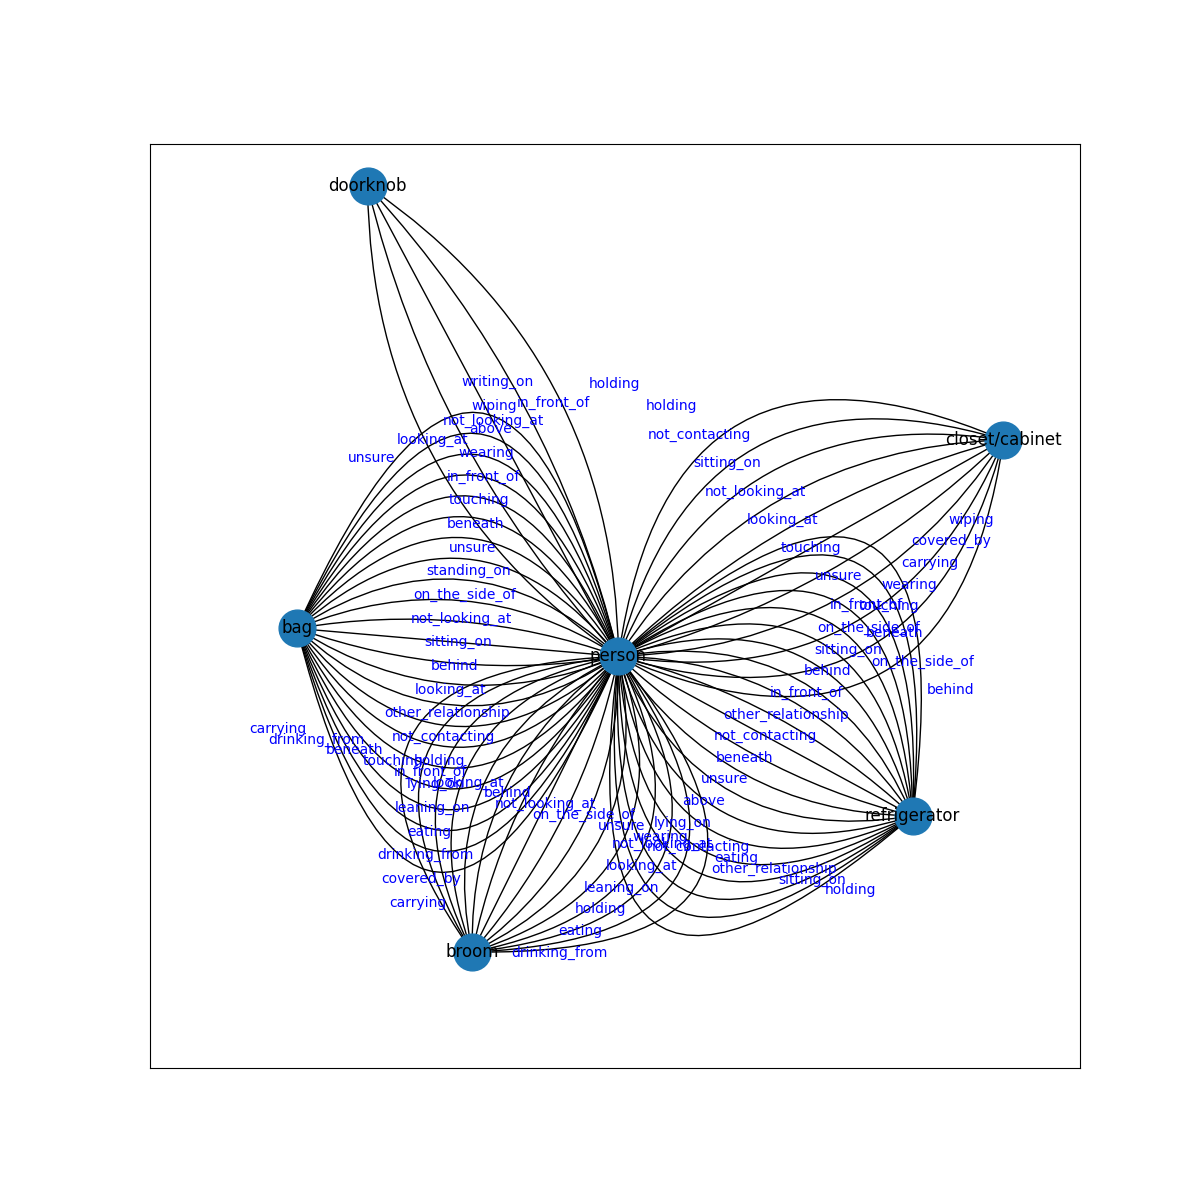 doorknob
writing_on
holding
wiping
in_front_of
holding
not_looking_at
above
looking_at
not_contacting
closet/cabinet
wearing
unsure
sitting_on
in_front_of
not_looking_at
touching
beneath
looking_at
wiping
unsure
touching
covered_by
standing_on
carrying
unsure
wearing
on_the_side_of
in_front_of
touching
not_looking_at
bag
on_the_side_of
beneath
sitting_on
sitting_on
person
behind
on_the_side_of
behind
looking_at
in_front_of
behind
other_relationship
other_relationship
carrying
drinking_from
not_contacting
not_contacting
beneath
touching
holding
beneath
in_front_of
lying_on
looking_at
unsure
behind
not_looking_at
above
leaning_on
on_the_side_of
refrigerator
unsure
lying_on
eating
wearing
not_looking_at
not_contacting
drinking_from
eating
looking_at
other_relationship
covered_by
sitting_on
leaning_on
holding
carrying
holding
eating
broom
drinking_from